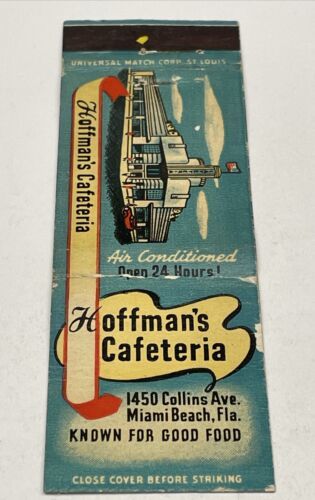 UNIVERSAL MATCH CORP. ST. LOUIS
Hoffman's Cafeteria
Air Conditioned
Open 24 Hours!
Hoffman's
Cafeteria
1450 Collins Ave.
Miami Beach, Fla.
KNOWN FOR GOOD FOOD
CLOSE COVER BEFORE STRIKING